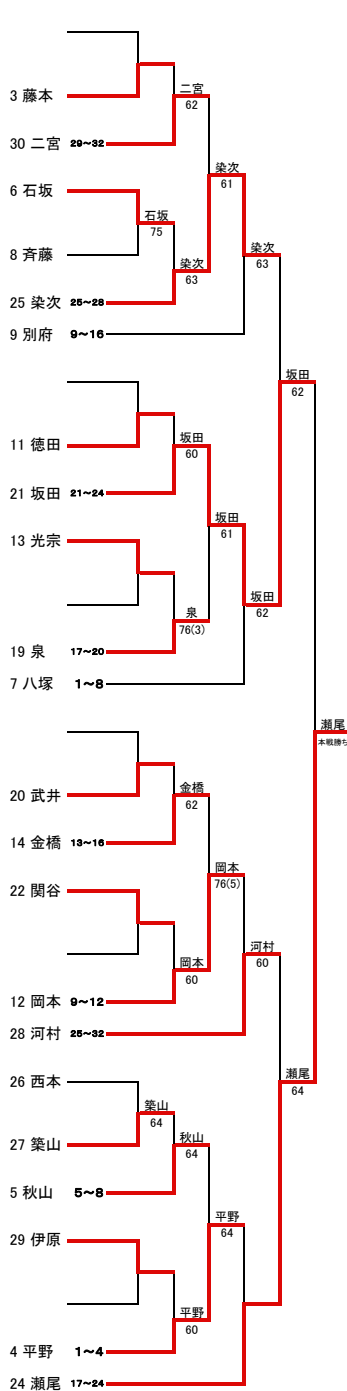 3 藤本
二宮
62
30 二宮 29~32
染次
61
6 石坂
石坂
75
染次
63
8 斉藤
染次
63
25 染次 25~28
9 別府 9~16
坂田
62
11 徳田
坂田
60
21 坂田 21~24
坂田
61
13 光宗
坂田
62
泉
76(3)
19 泉 17~20
7 八塚 1~8
瀬尾
本戦勝ち
20 武井
金橋
62
14 金橋 13~16
岡本
76(5)
22 関谷
河村
60
岡本
60
12 岡本 9~12
28 河村 25~32
瀬尾
64
26 西本
築山
64
27 築山
秋山
64
5 秋山 5~8
平野
64
29 伊原
平野
60
4 平野 1~4
24 瀬尾 17~24